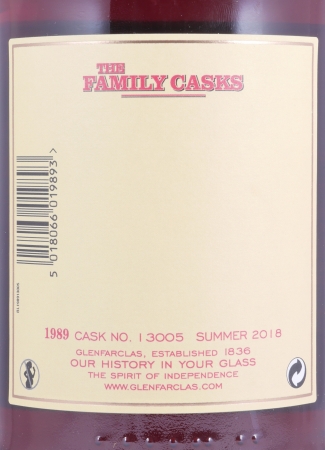 THE
FAMILY CASKS
5 018066 019893 >
1989 CASK NO. 13005 SUMMER 2018
GLENFARCLAS, ESTABLISHED 1836
OUR HISTORY IN YOUR GLASS
THE SPIRIT OF INDEPENDENCE
WWW.GLENFARCLAS.COM